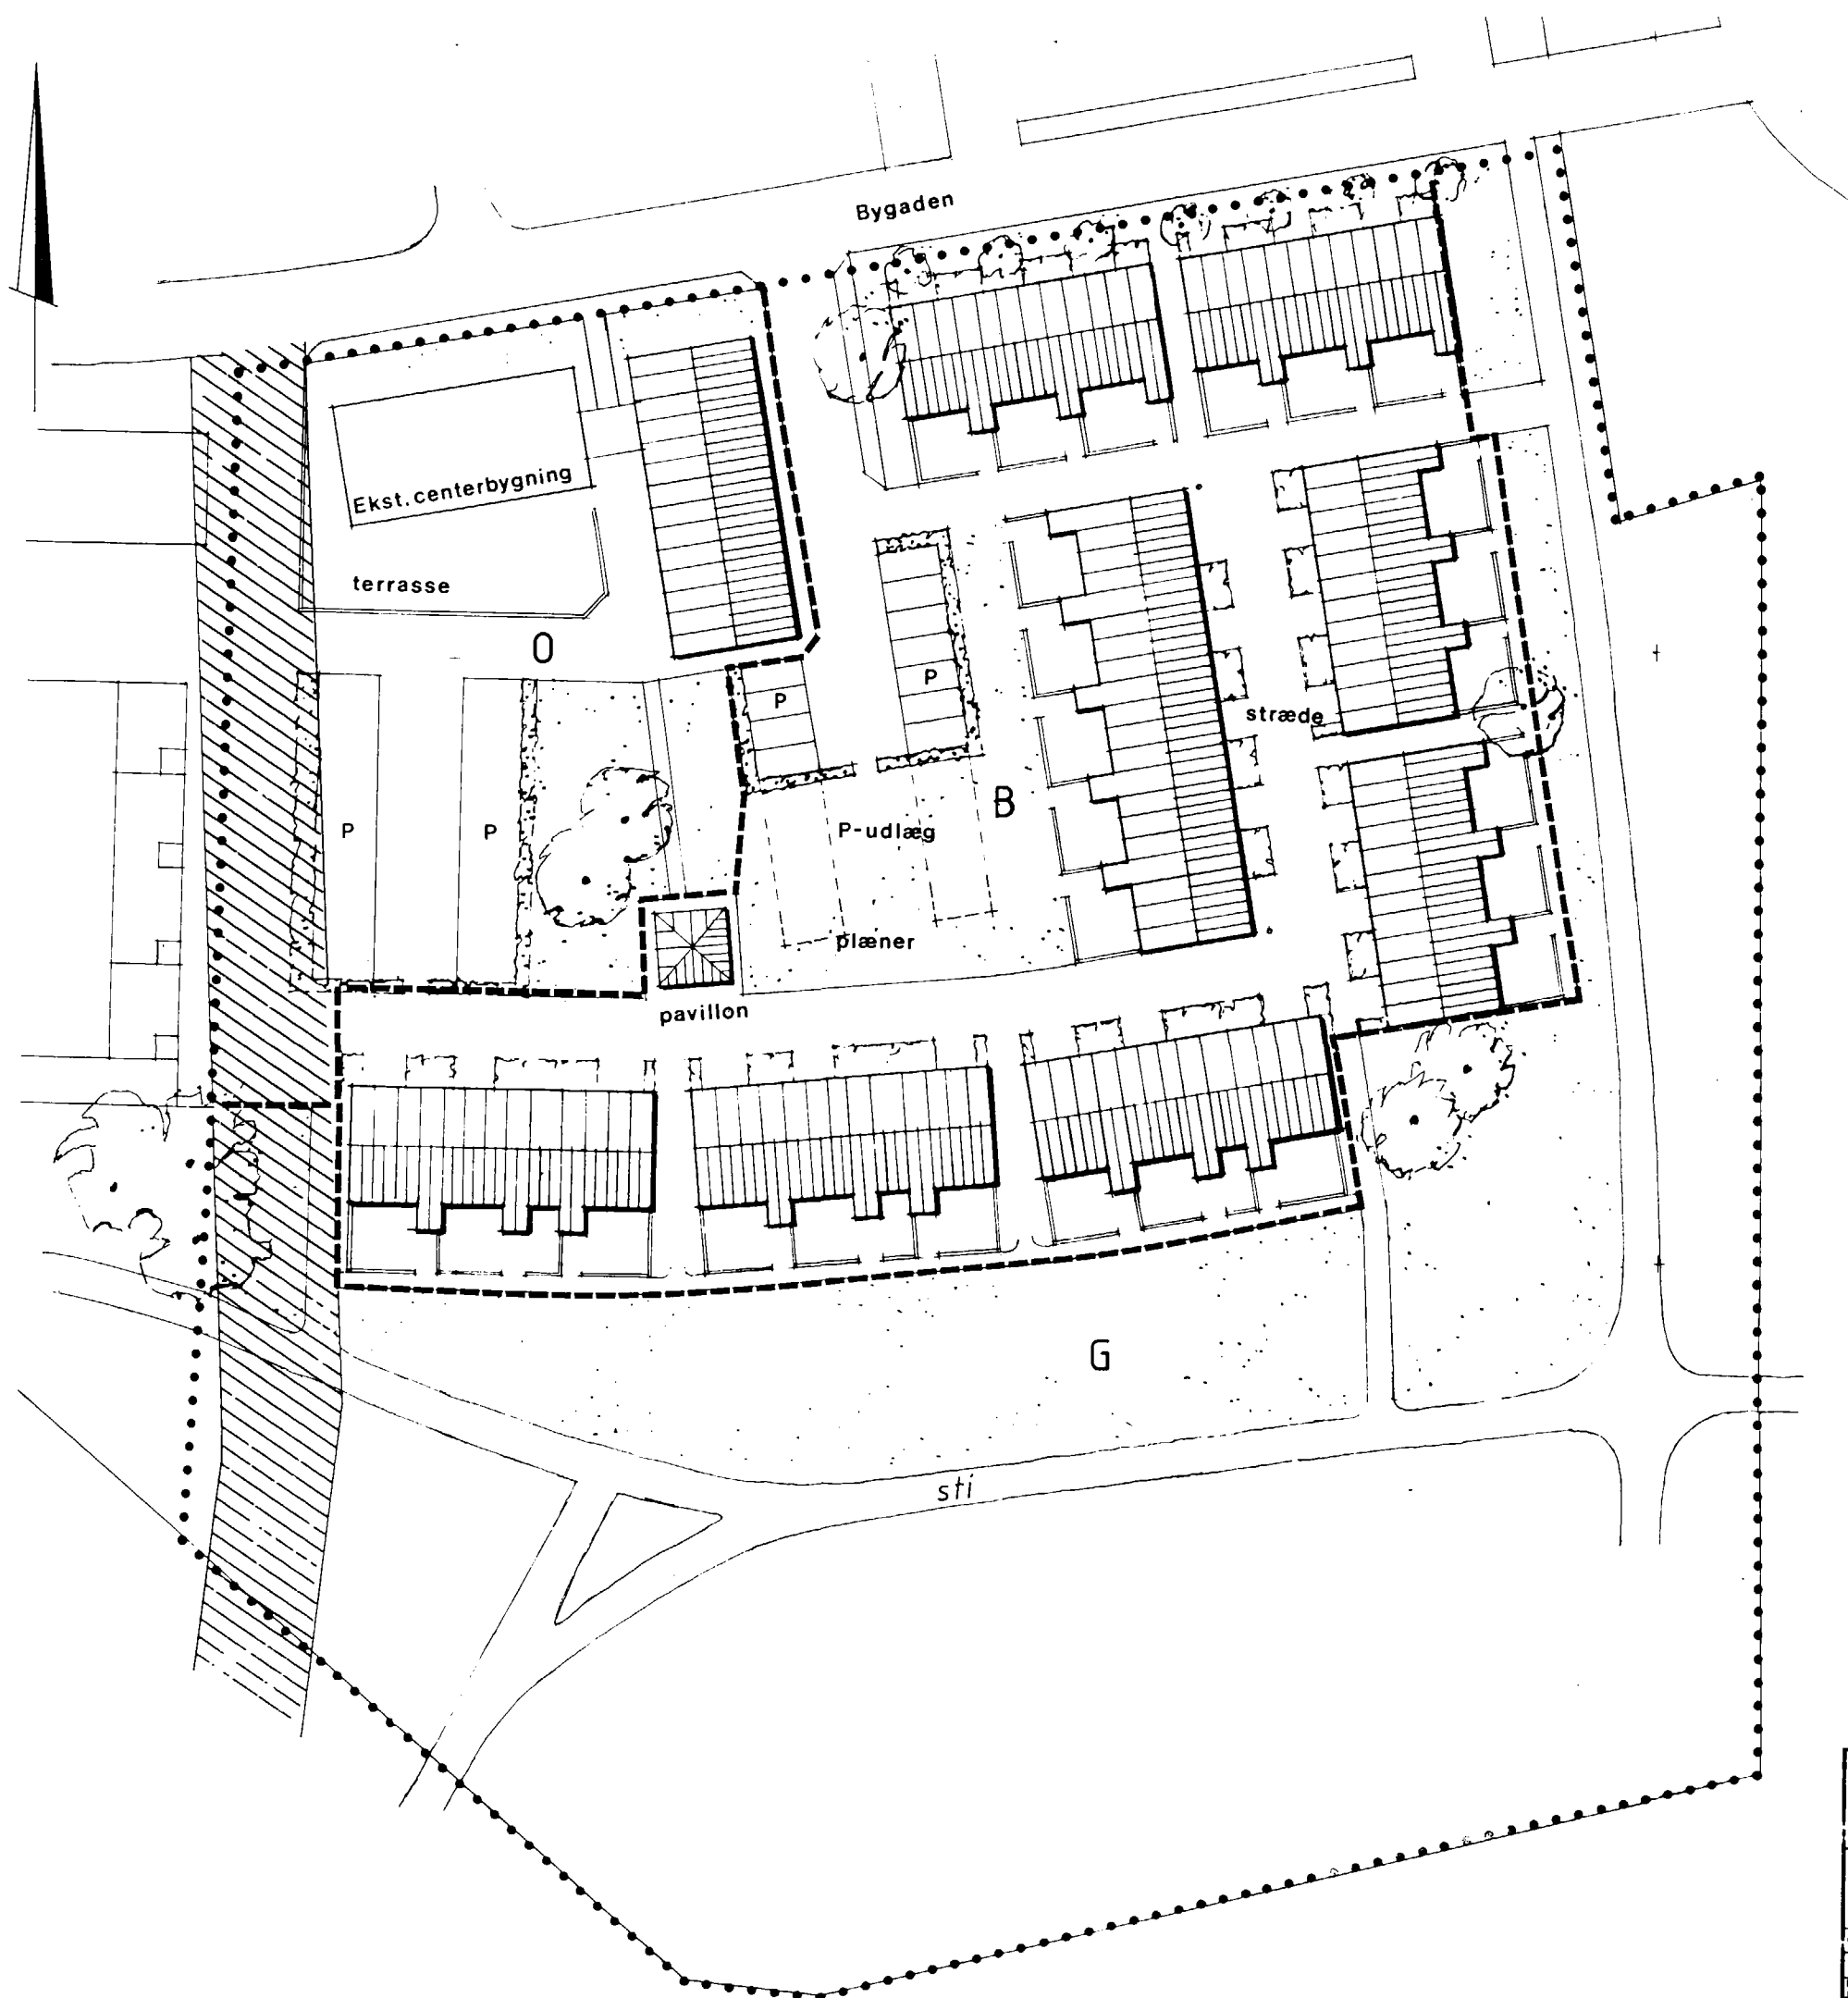 Bygaden
Ekst. centerbygning
terrasse
O
P
P
stræde
B
P
P
P-udlæg
plæner
pavillon
G
sti